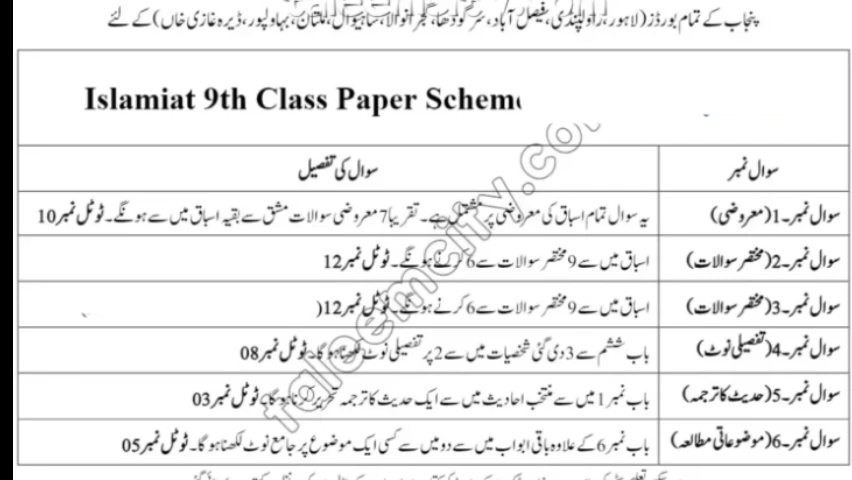 پنجاب کے تمام بورڈز (لاہور، راولپنڈی، فیصل آباد، سرگودھا، گجرانوالا، ساہیوال، ملتان، بہاولپور، ڈیرہ غازی خاں) کے لئے
Islamiat 9th Class Paper Scheme
سوال نمبر سوال کی تفصیل
سوال نمبر۔1 (معروضی) یہ سوال تمام اسباق کی معروضی پر مشتمل ہے۔ تقریبا 7 معروضی سوالات مشق سے بقیہ اسباق میں سے ہونگے۔ ٹوٹل نمبر 10
سوال نمبر۔2 (مختصر سوالات) اسباق میں سے 9 مختصر سوالات سے 6 کرنے ہونگے۔ ٹوٹل نمبر 12
سوال نمبر۔3 (مختصر سوالات) اسباق میں سے 9 مختصر سوالات سے 6 کرنے ہونگے۔ ٹوٹل نمبر 12)
سوال نمبر۔4 (تفصیلی نوٹ) باب ششم سے 3 دی گئی شخصیات میں سے 2 پر تفصیلی نوٹ لکھنا ہو گا۔ ٹوٹل نمبر 08
سوال نمبر۔5 (حدیث کا ترجمہ) باب نمبر 1 میں سے منتخب احادیث میں سے ایک حدیث کا ترجمہ تحریر کرنا ہو گا۔ ٹوٹل نمبر 03
سوال نمبر۔6 (موضوعاتی مطالعہ) باب نمبر 6 کے علاوہ باقی ابواب میں سے دو میں سے کسی ایک موضوع پر جامع نوٹ لکھنا ہو گا۔ ٹوٹل نمبر 05
taleemcity.com